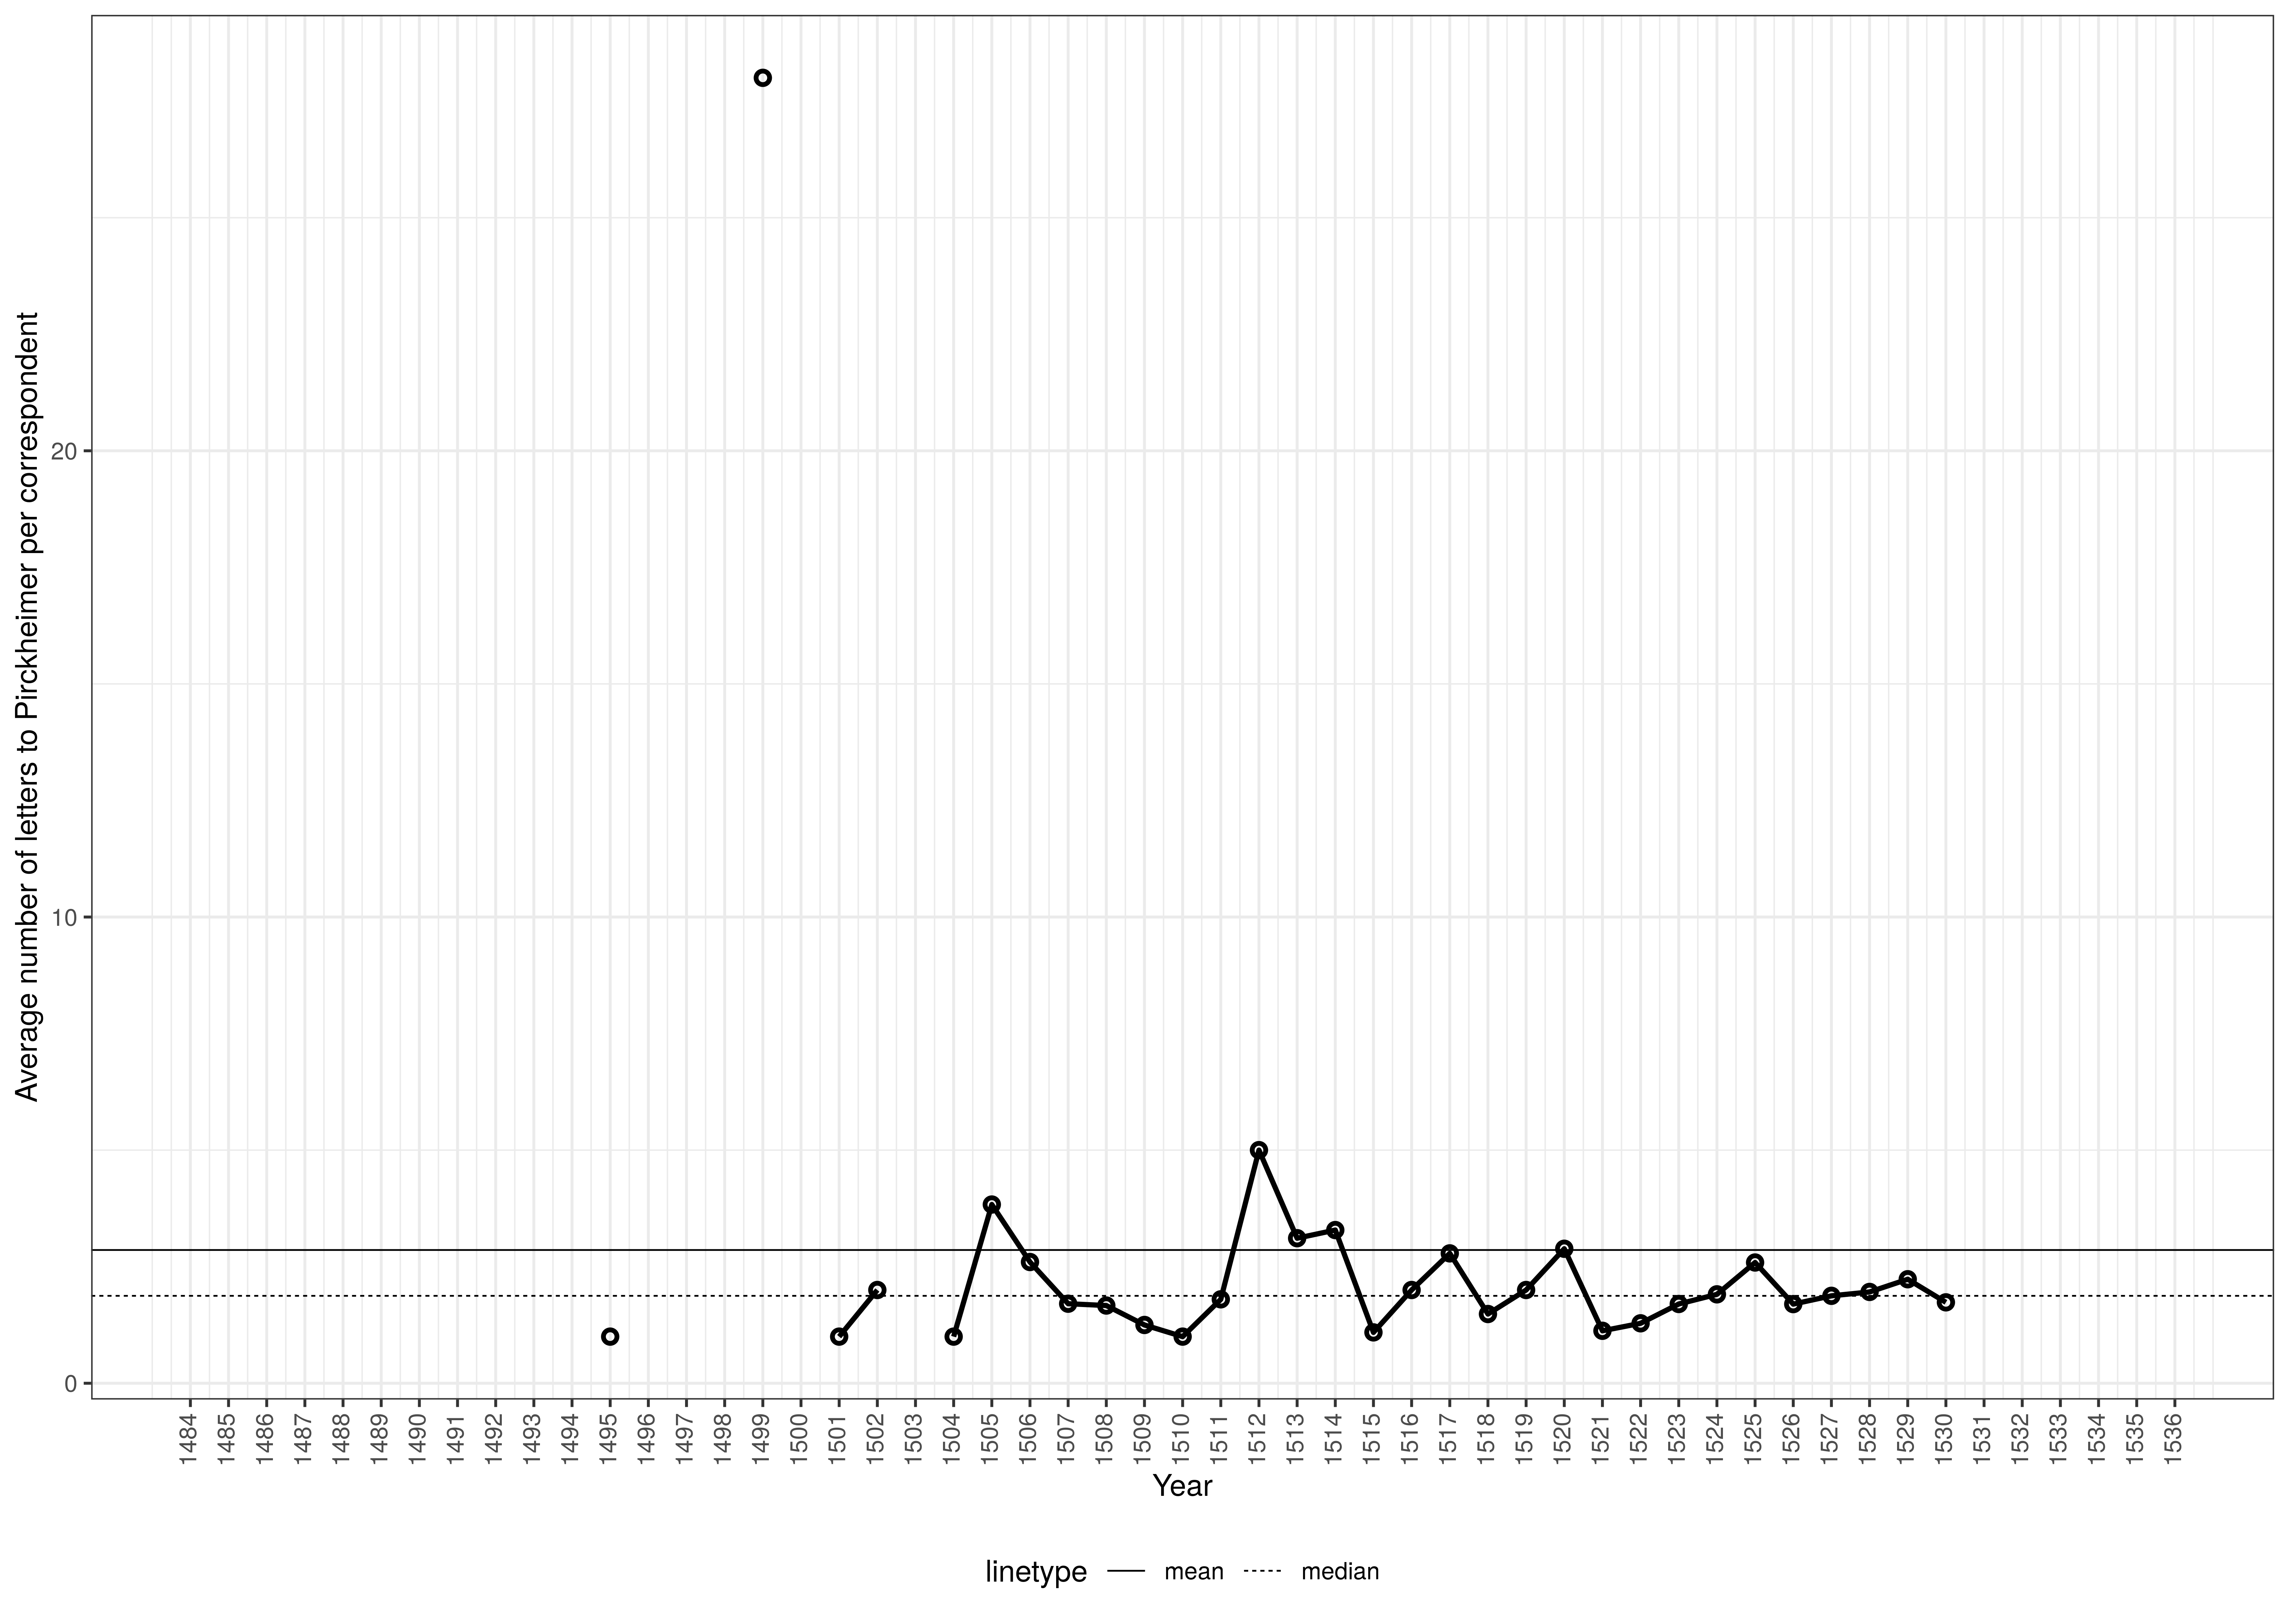 Average number of letters to Pirckheimer per correspondent
20
10
0
1484 1485 1486 1487 1488 1489 1490 1491 1492 1493 1494 1495 1496 1497 1498 1499 1500 1501 1502 1503 1504 1505 1506 1507 1508 1509 1510 1511 1512 1513 1514 1515 1516 1517 1518 1519 1520 1521 1522 1523 1524 1525 1526 1527 1528 1529 1530 1531 1532 1533 1534 1535 1536
Year
linetype mean median